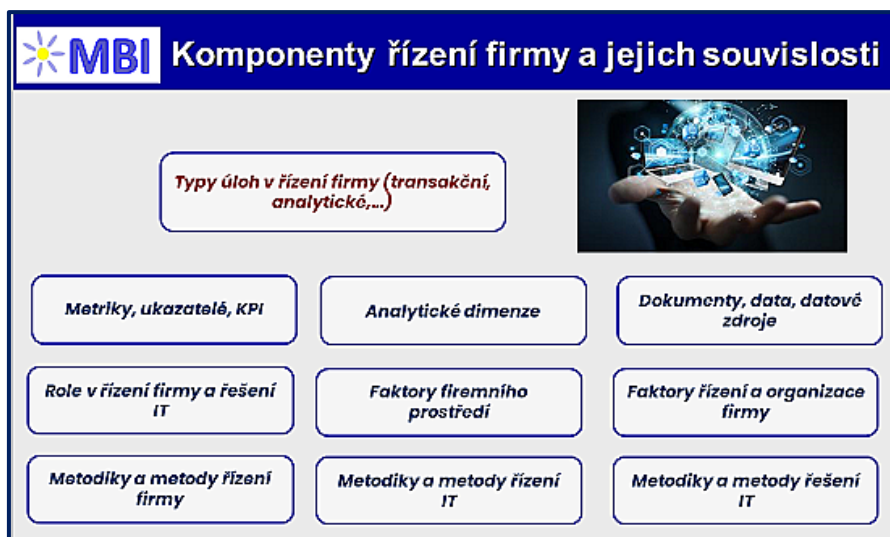 MBI Komponenty řízení firmy a jejich souvislosti
Typy úloh v řízení firmy (transakční,
analytické,...)
Metriky, ukazatelé, KPI
Analytické dimenze
Dokumenty, data, datové
zdroje
Role v řízení firmy a řešení
IT
Faktory firemního
prostředí
Faktory řízení a organizace
firmy
Metodiky a metody řízení
firmy
Metodiky a metody řízení
IT
Metodiky a metody řešení
IT